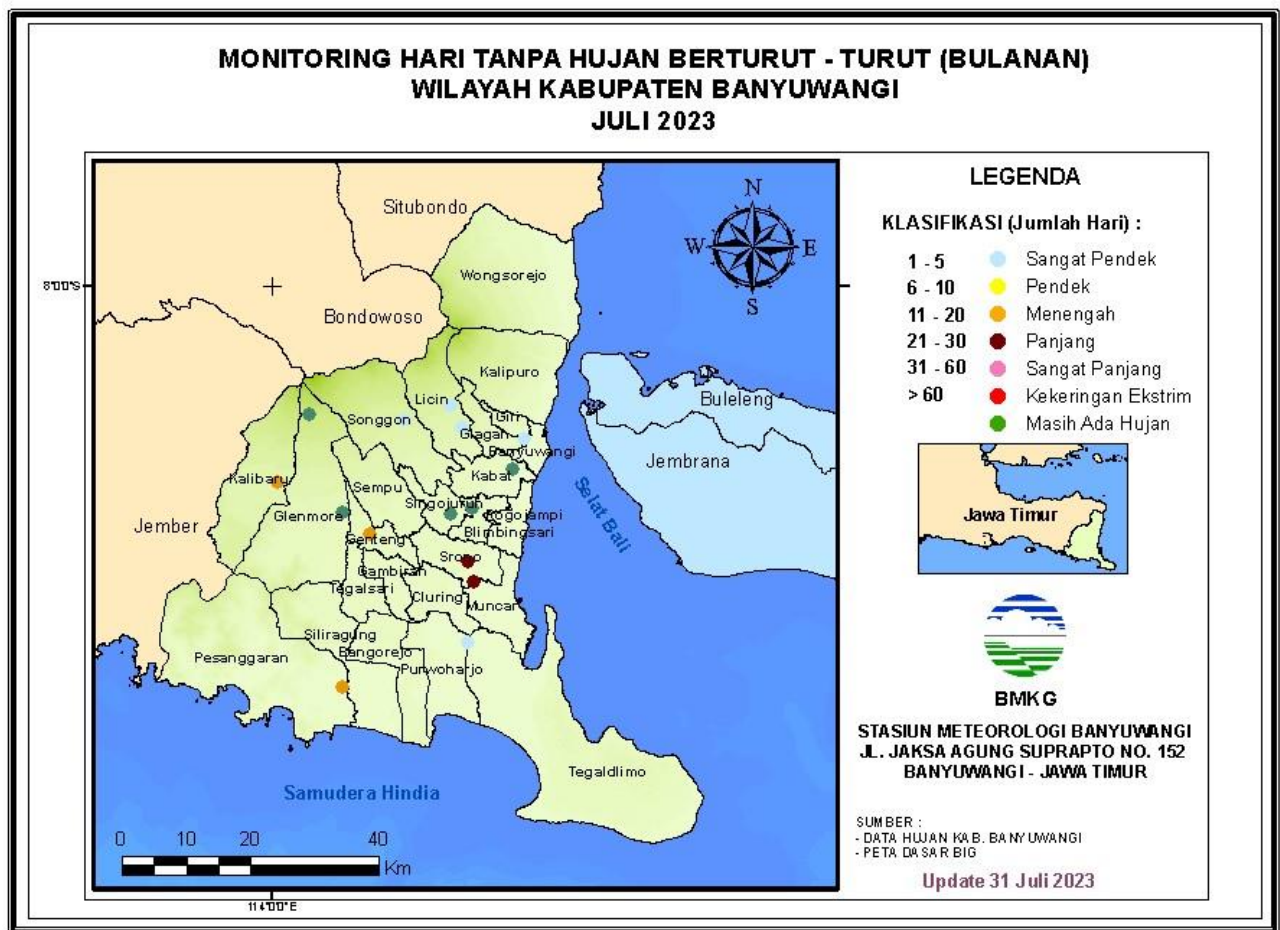 MONITORING HARI TANPA HUJAN BERTURUT - TURUT (BULANAN)
WILAYAH KABUPATEN BANYUWANGI
JULI 2023
LEGENDA
KLASIFIKASI (Jumlah Hari) :
1 - 5 Sangat Pendek
6 - 10 Pendek
11 - 20 Menengah
21 - 30 Panjang
31 - 60 Sangat Panjang
> 60 Kekeringan Ekstrim
Masih Ada Hujan
Jawa Timur
BMKG
STASIUN METEOROLOGI BANYUWANGI
JL. JAKSA AGUNG SUPRAPTO NO. 152
BANYUWANGI - JAWA TIMUR
SUMBER :
- DATA HUJAN KAB. BANYUWANGI
- PETA DASAR BIG
Update 31 Juli 2023
N
W E
S
8°00'S
114°00'E
Situbondo
Wongsorejo
Bondowoso
Kalipuro
Buleleng
Licin
Songgon
Giri
Glagah
Banyuwangi
Jembrana
Kabat
Kalibaru
Sempu
Selat Bali
Singojuruh
Glenmore
Rogojampi
Jember
Blimbingsari
Genteng
Srono
Gambiran
Tegalsari
Cluring
Muncar
Siliragung
Bangorejo
Pesanggaran
Purwoharjo
Tegaldlimo
Samudera Hindia
0 10 20 40
Km